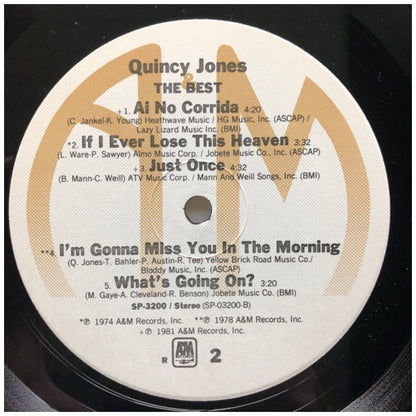 Quincy Jones
THE BEST
+1. Ai No Corrida 4:20
(C. Jankel-K. Young) Heathwave Music / HG Music, Inc. (ASCAP) /
Lazy Lizard Music Inc. (BMI)
*2. If I Ever Lose This Heaven 3:32
(L. Ware-P. Sawyer) Almo Music Corp. / Jobete Music Co., Inc. (ASCAP)
+3. Just Once 3:32
(B. Mann-C. Weill) ATV Music Corp. / Mann And Weill Songs, Inc. (BMI)
**4. I'm Gonna Miss You In The Morning
(Q. Jones-T. Bahler-P. Austin-R. Tee) Yellow Brick Road Music Co./
Bloddy Music, Inc. (ASCAP)
5. What's Going On? 3:20
(M. Gaye-A. Cleveland-R. Benson) Jobete Music Co. (BMI)
SP-3200 / Stereo (SP-03200-B)
*℗ 1974 A&M Records, Inc. **℗ 1978 A&M Records, Inc.
+℗ 1981 A&M Records, Inc.
R A&M 2